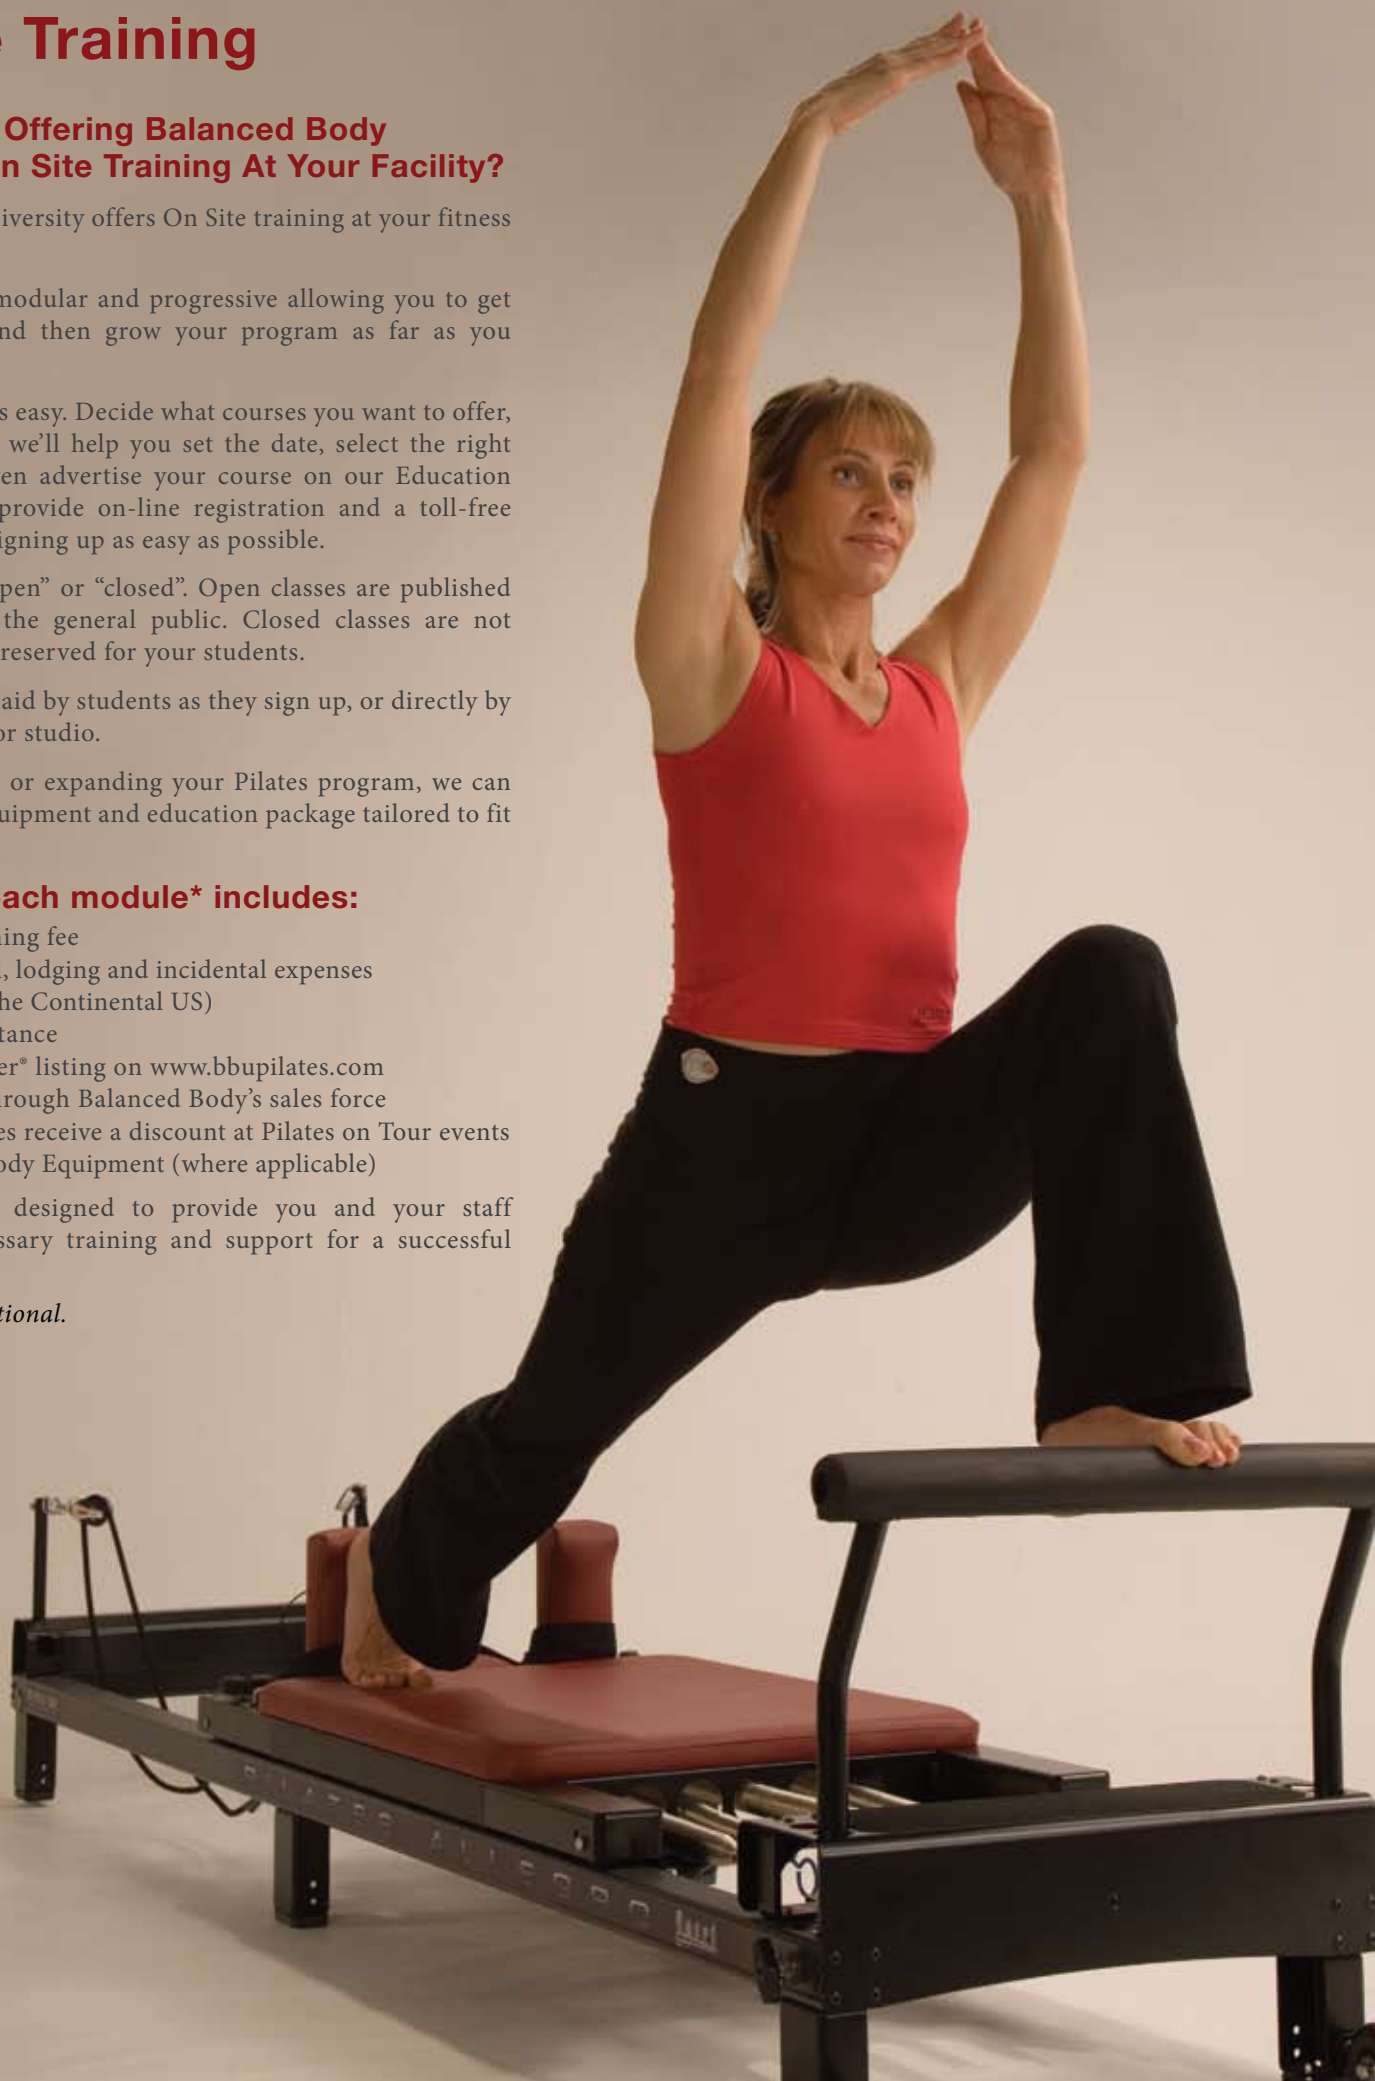 Training
Offering Balanced Body
n Site Training At Your Facility?
iversity offers On Site training at your fitness
modular and progressive allowing you to get
nd then grow your program as far as you
s easy. Decide what courses you want to offer,
we’ll help you set the date, select the right
en advertise your course on our Education
provide on-line registration and a toll-free
igning up as easy as possible.
pen” or “closed”. Open classes are published
the general public. Closed classes are not
reserved for your students.
aid by students as they sign up, or directly by
or studio.
or expanding your Pilates program, we can
uipment and education package tailored to fit
ach module* includes:
ning fee
, lodging and incidental expenses
he Continental US)
tance
er® listing on www.bbupilates.com
hrough Balanced Body’s sales force
es receive a discount at Pilates on Tour events
ody Equipment (where applicable)
designed to provide you and your staff
ssary training and support for a successful
tional.